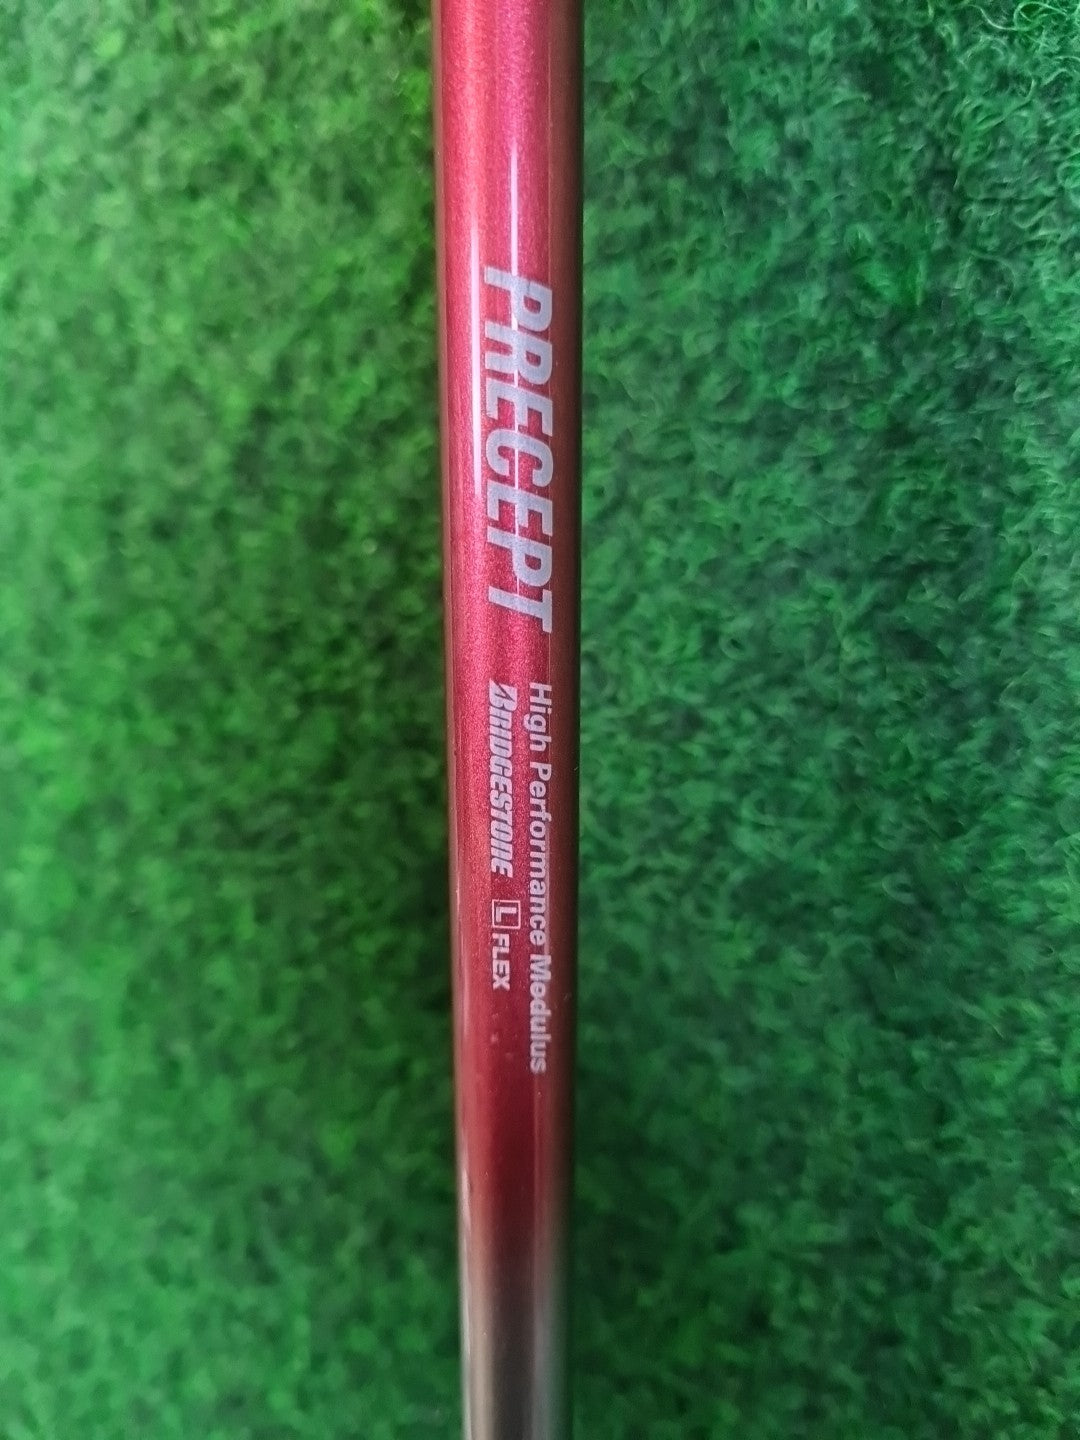 PRECEPT
High Performance Modulus
BRIDGESTONE L FLEX